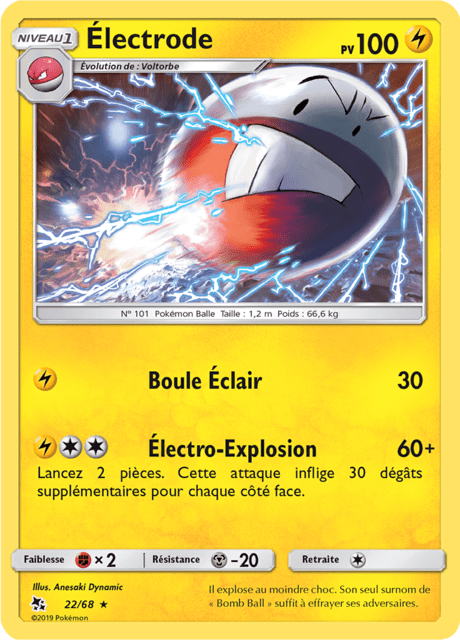 NIVEAU 1 Électrode PV 100
Évolution de : Voltorbe
Nº 101 Pokémon Balle Taille : 1,2 m Poids : 66,6 kg
Boule Éclair 30
Électro-Explosion 60+
Lancez 2 pièces. Cette attaque inflige 30 dégâts
supplémentaires pour chaque côté face.
Faiblesse ×2 Résistance -20 Retraite
Illus. Anesaki Dynamic
22/68 ★
©2019 Pokémon
Il explose au moindre choc. Son seul surnom de
« Bomb Ball » suffit à effrayer ses adversaires.